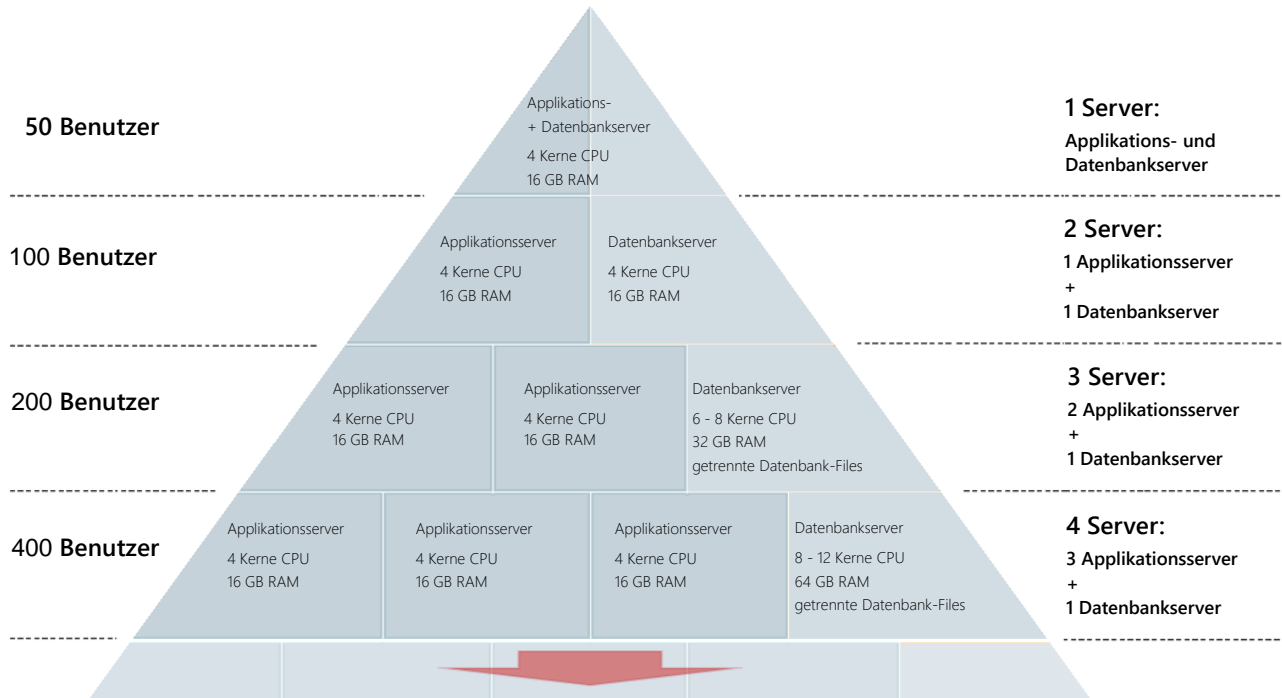 50 Benutzer
Applikations-
+ Datenbankserver
4 Kerne CPU
16 GB RAM
1 Server:
Applikations- und
Datenbankserver
100 Benutzer
Applikationsserver
4 Kerne CPU
16 GB RAM
Datenbankserver
4 Kerne CPU
16 GB RAM
2 Server:
1 Applikationsserver
+
1 Datenbankserver
200 Benutzer
Applikationsserver
4 Kerne CPU
16 GB RAM
Applikationsserver
4 Kerne CPU
16 GB RAM
Datenbankserver
6 - 8 Kerne CPU
32 GB RAM
getrennte Datenbank-Files
3 Server:
2 Applikationsserver
+
1 Datenbankserver
400 Benutzer
Applikationsserver
4 Kerne CPU
16 GB RAM
Applikationsserver
4 Kerne CPU
16 GB RAM
Applikationsserver
4 Kerne CPU
16 GB RAM
Datenbankserver
8 - 12 Kerne CPU
64 GB RAM
getrennte Datenbank-Files
4 Server:
3 Applikationsserver
+
1 Datenbankserver